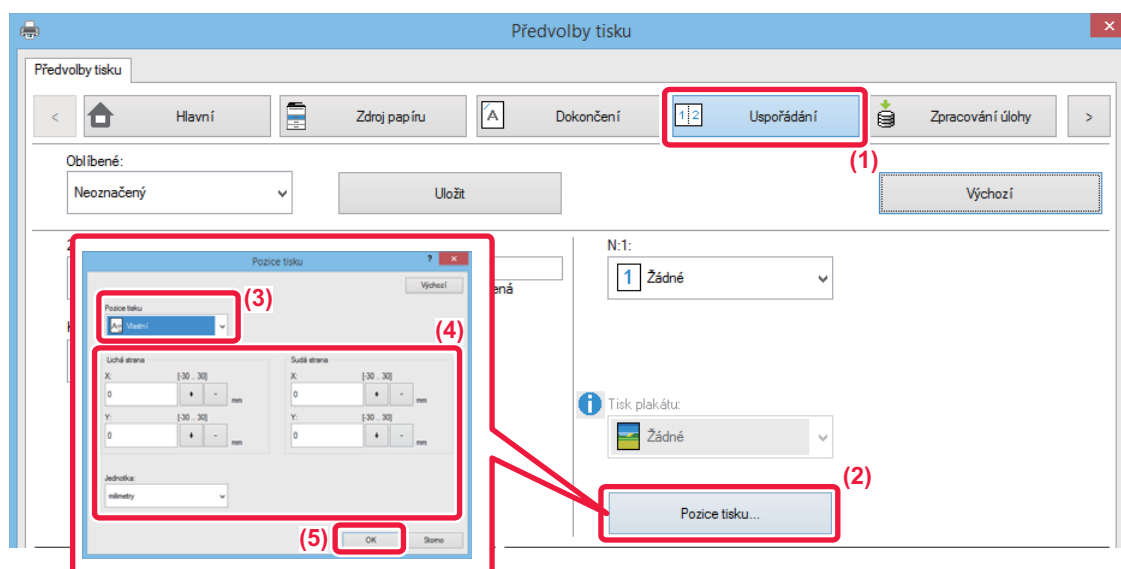 Předvolby tisku
Předvolby tisku
< Hlavní Zdroj papíru A Dokončení 1 2 Uspořádání Zpracování úlohy >
(1)
Oblíbené:
Neoznačený Uložit Výchozí
N:1:
1 Žádné
ená
Pozice tisku ? ×
Výchozí
Pozice tisku
(3)
Vlastní
(4)
Lichá strana Sudá strana
X: [-30 .. 30] X: [-30 .. 30]
0 + - mm 0 + - mm
Y: [-30 .. 30] Y: [-30 .. 30]
0 + - mm 0 + - mm
Jednotka:
milimetry
(5) OK Storno
Tisk plakátu:
Žádné
(2)
Pozice tisku...